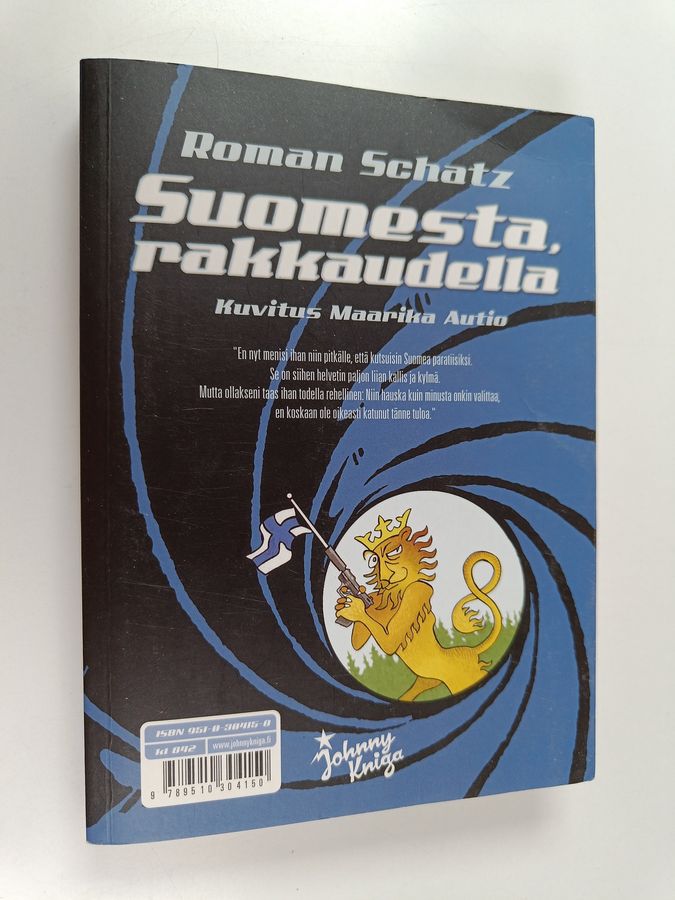 Roman Schatz
Suomesta,
rakkaudella
Kuvitus Maarika Autio
"En nyt menisi ihan niin pitkälle, että kutsuisin Suomea paratiisiksi.
Se on siihen helvetin paljon liian kallis ja kylmä.
Mutta ollakseni taas ihan todella rehellinen: Niin hauska kuin minusta onkin valittaa,
en koskaan ole oikeasti katunut tänne tuloa."
ISBN 951-0-30415-0
kl 042
www.johnnykniga.fi
9 789510 304150
Johnny
Kniga